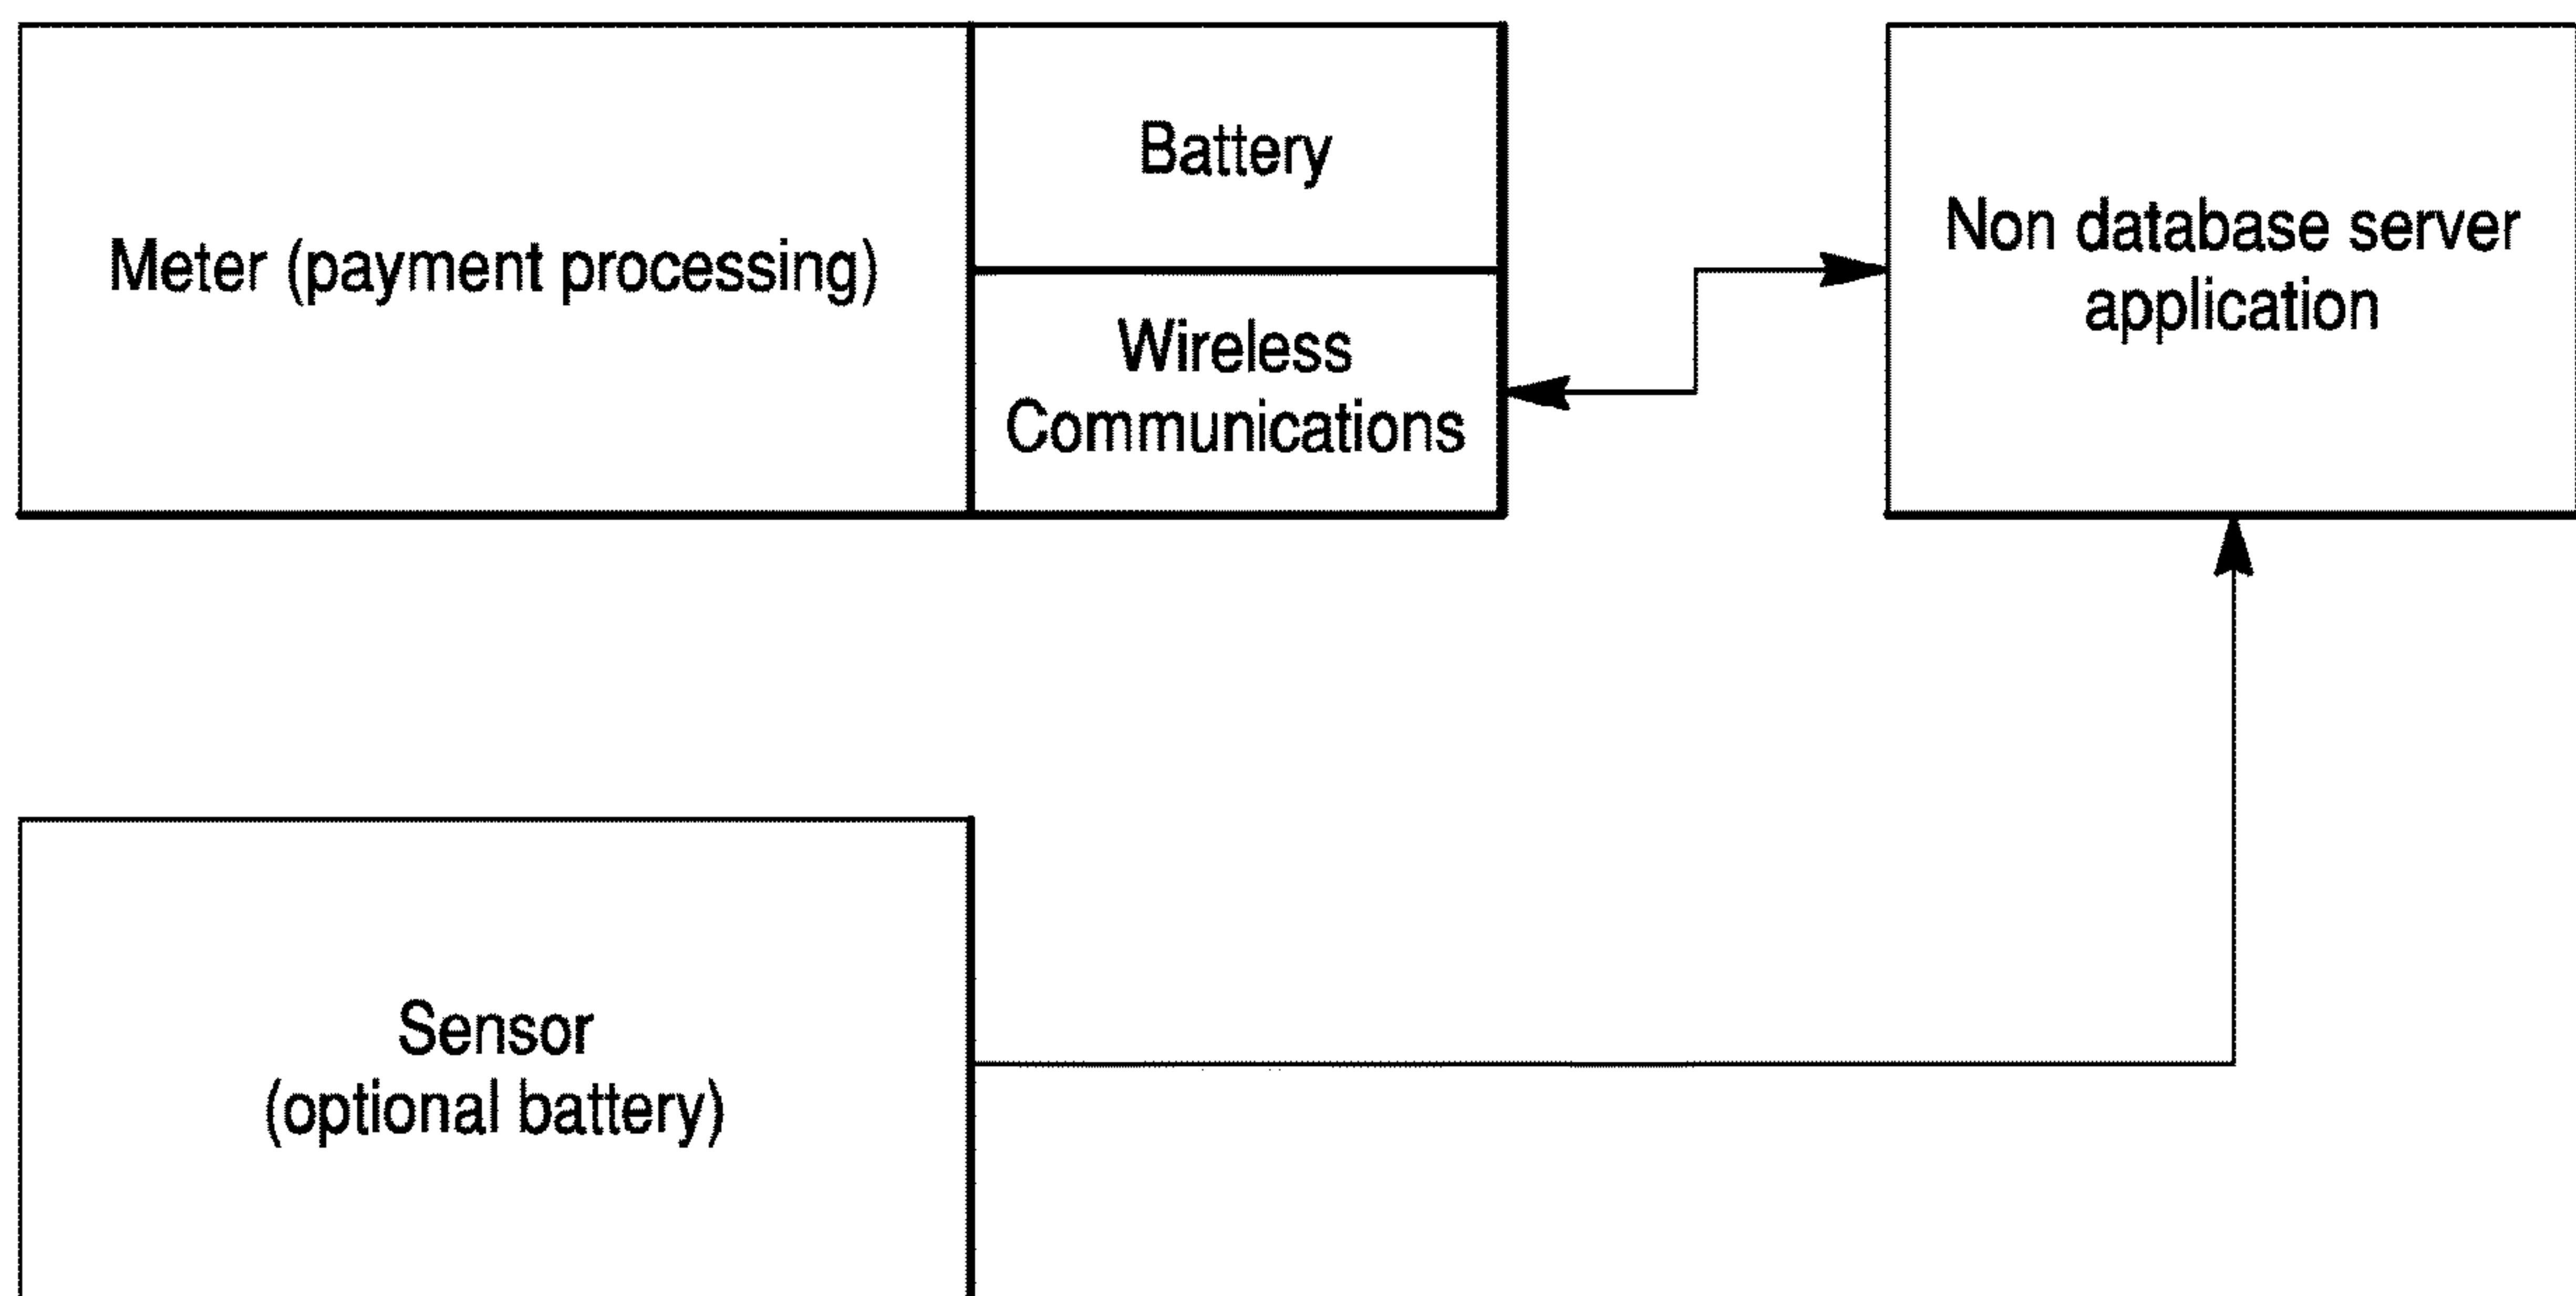 Meter (payment processing)
Battery
Wireless
Communications
Non database server
application
Sensor
(optional battery)